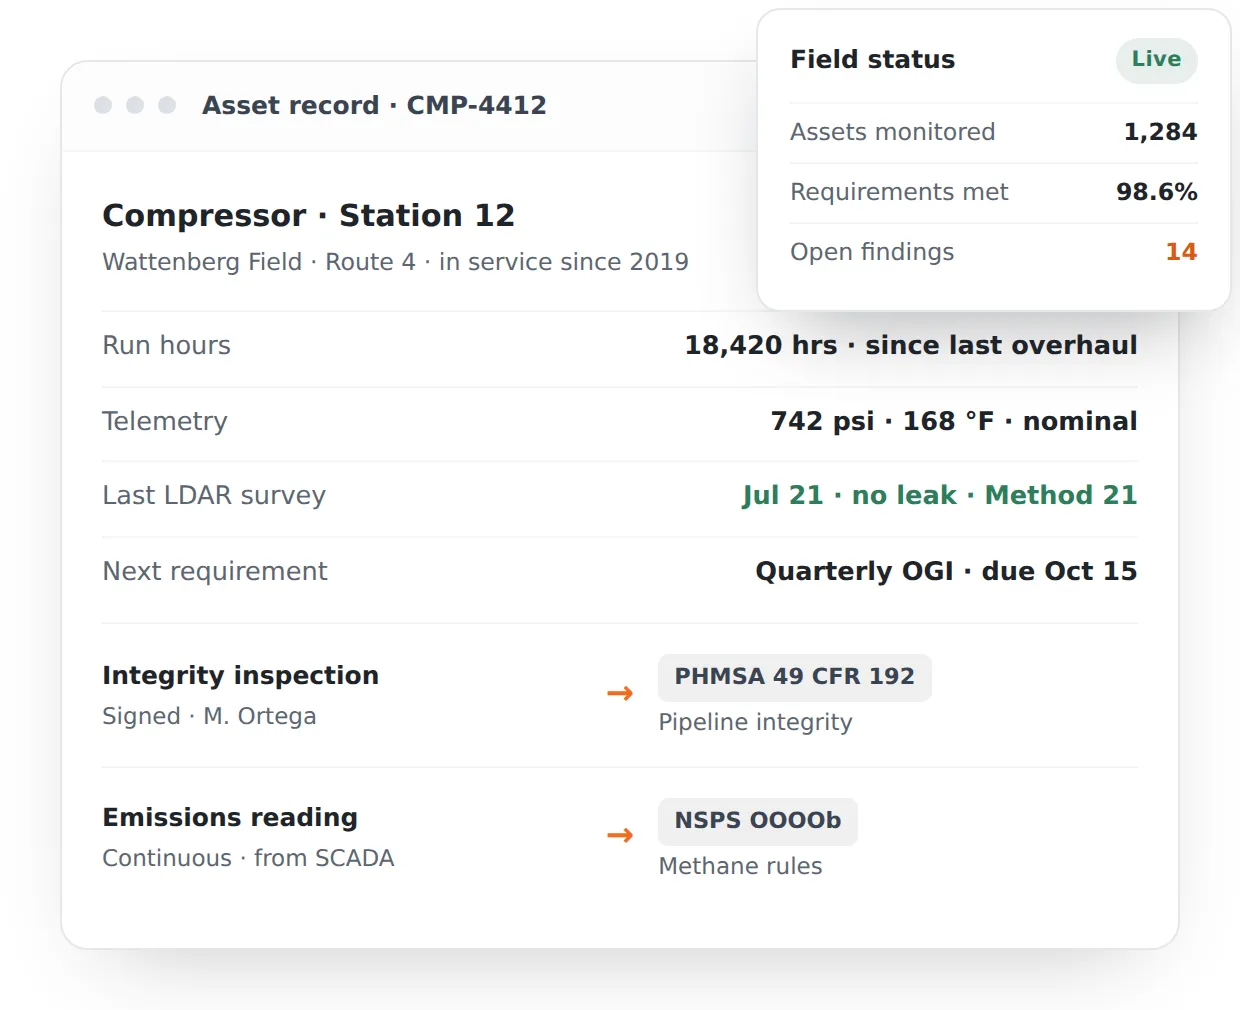 Field status
Live
Assets monitored 1,284
Requirements met 98.6%
Open findings 14
Asset record · CMP-4412
Compressor · Station 12
Wattenberg Field · Route 4 · in service since 2019
Run hours 18,420 hrs · since last overhaul
Telemetry 742 psi · 168 °F · nominal
Last LDAR survey Jul 21 · no leak · Method 21
Next requirement Quarterly OGI · due Oct 15
Integrity inspection → PHMSA 49 CFR 192
Signed · M. Ortega Pipeline integrity
Emissions reading → NSPS OOOOb
Continuous · from SCADA Methane rules